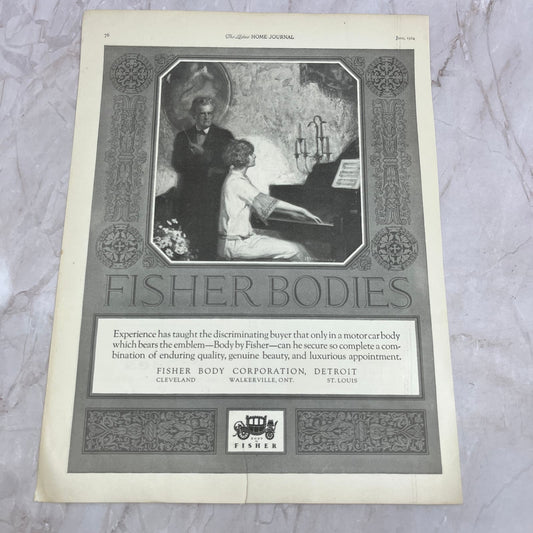 76
The Ladies' HOME JOURNAL
June, 1924
FISHER BODIES
Experience has taught the discriminating buyer that only in a motor car body
which bears the emblem—Body by Fisher—can he secure so complete a com-
bination of enduring quality, genuine beauty, and luxurious appointment.
FISHER BODY CORPORATION, DETROIT
CLEVELAND WALKERVILLE, ONT. ST. LOUIS
BODY BY
FISHER